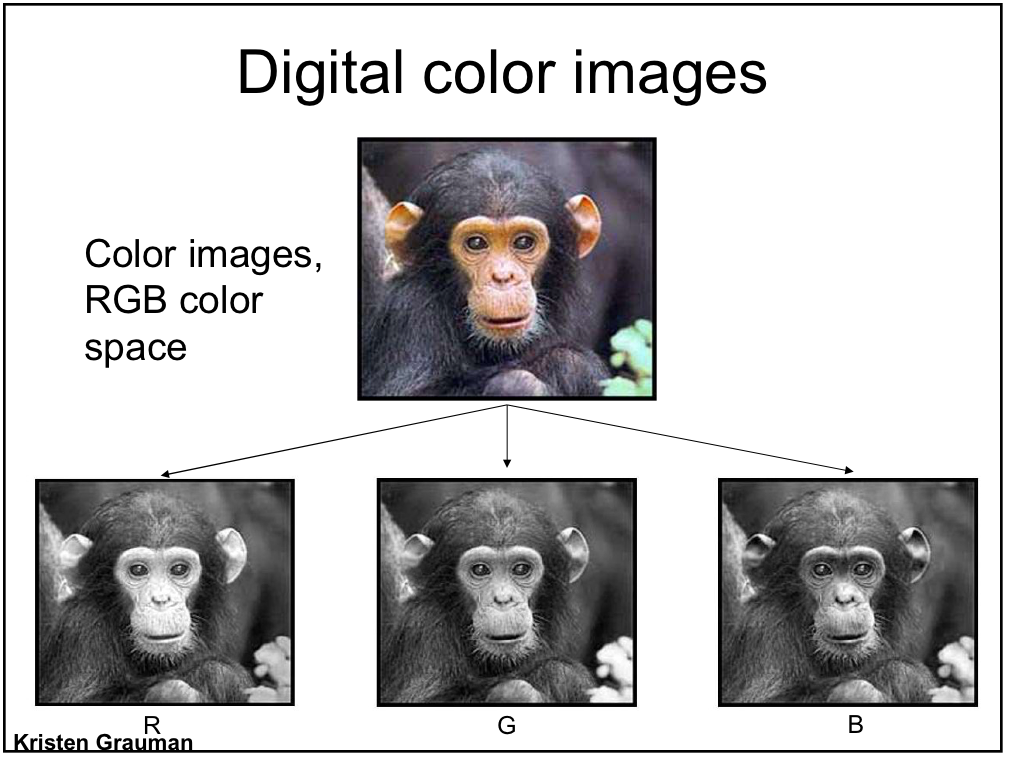 Digital color images
Color images,
RGB color
space
R
G
B
Kristen Grauman